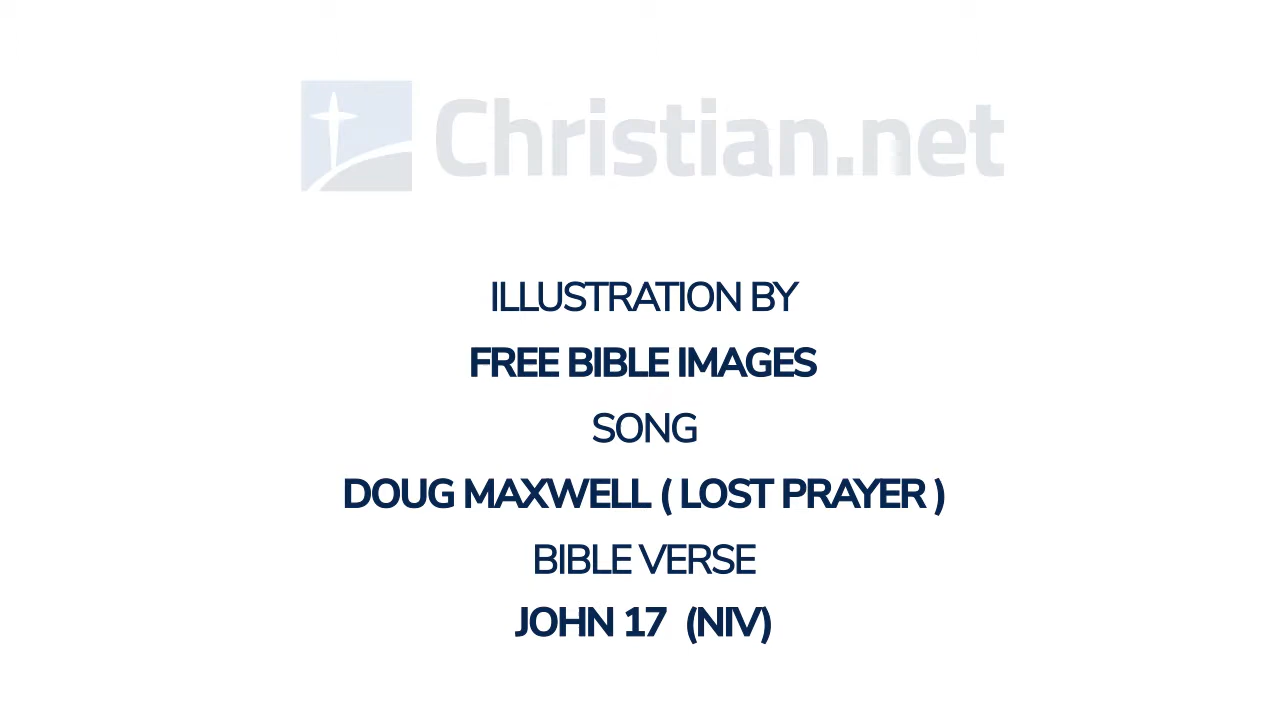 Christian.net
ILLUSTRATION BY
FREE BIBLE IMAGES
SONG
DOUG MAXWELL ( LOST PRAYER )
BIBLE VERSE
JOHN 17 (NIV)